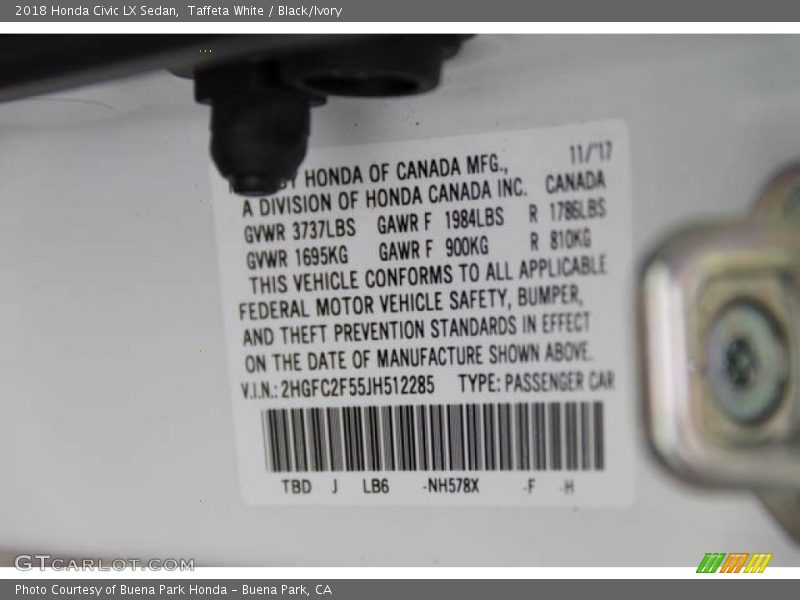 2018 Honda Civic LX Sedan, Taffeta White / Black/Ivory
HONDA OF CANADA MFG., 11/'17
A DIVISION OF HONDA CANADA INC. CANADA
GVWR 3737LBS GAWR F 1984LBS R 1786LBS
GVWR 1695KG GAWR F 900KG R 810KG
THIS VEHICLE CONFORMS TO ALL APPLICABLE
FEDERAL MOTOR VEHICLE SAFETY, BUMPER,
AND THEFT PREVENTION STANDARDS IN EFFECT
ON THE DATE OF MANUFACTURE SHOWN ABOVE.
V.I.N.: 2HGFC2F55JH512285 TYPE: PASSENGER CAR
TBD J LB6 -NH578X -F -H
GTCARLOT.COM
Photo Courtesy of Buena Park Honda – Buena Park, CA